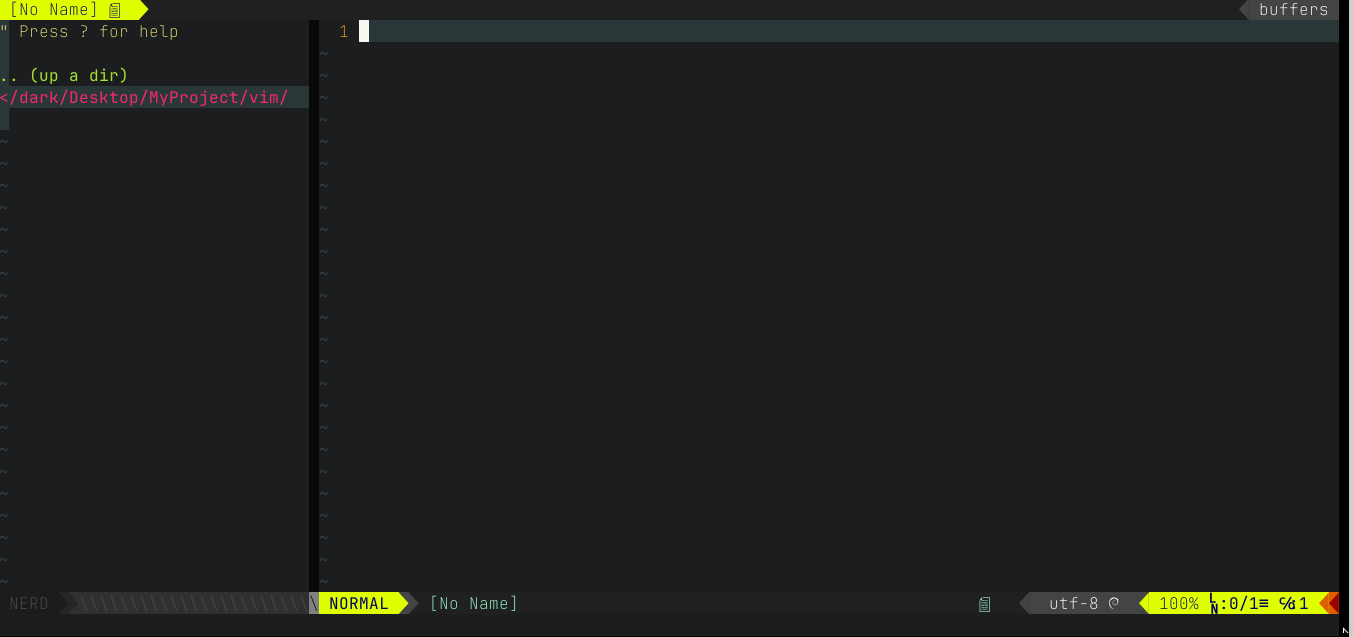 [No Name] buffers
" Press ? for help
.. (up a dir)
</dark/Desktop/MyProject/vim/
1
NERD \\\\\\\\\\\\\\\\\\\\\\\\ NORMAL [No Name] utf-8 100% ␤:0/1≡ ℅:1